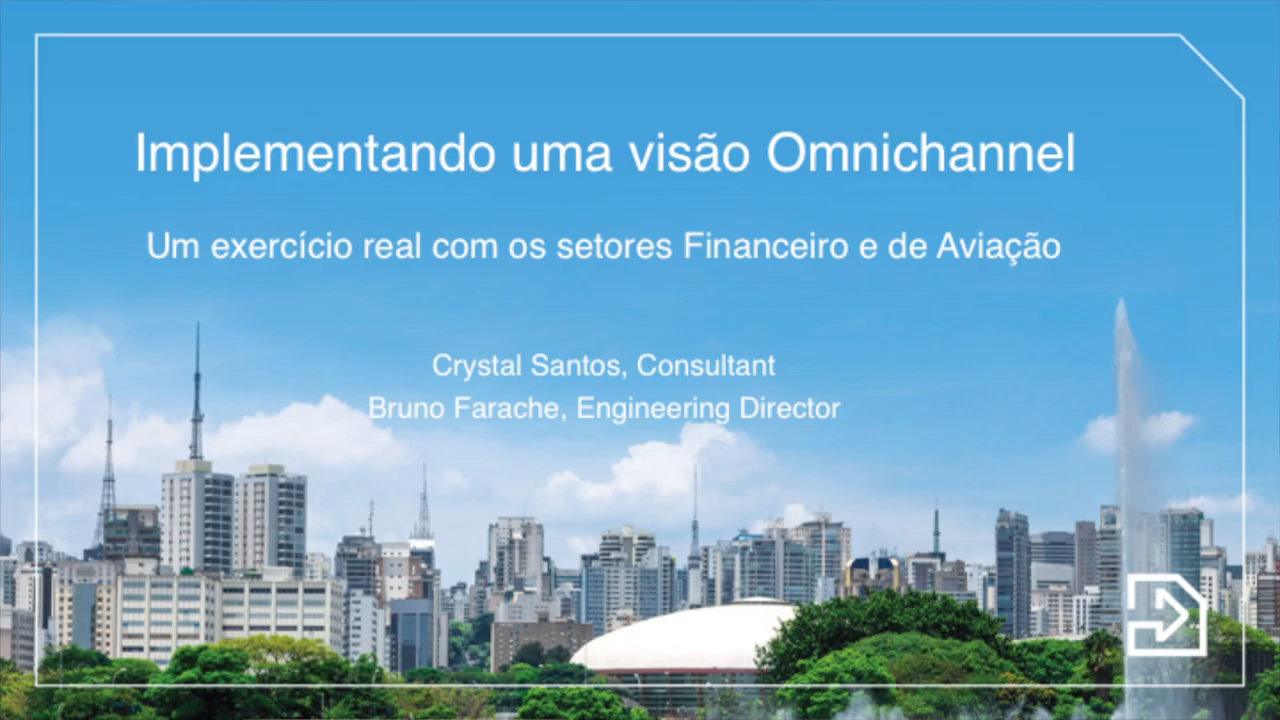 Implementando uma visão Omnichannel
Um exercício real com os setores Financeiro e de Aviação
Crystal Santos, Consultant
Bruno Farache, Engineering Director